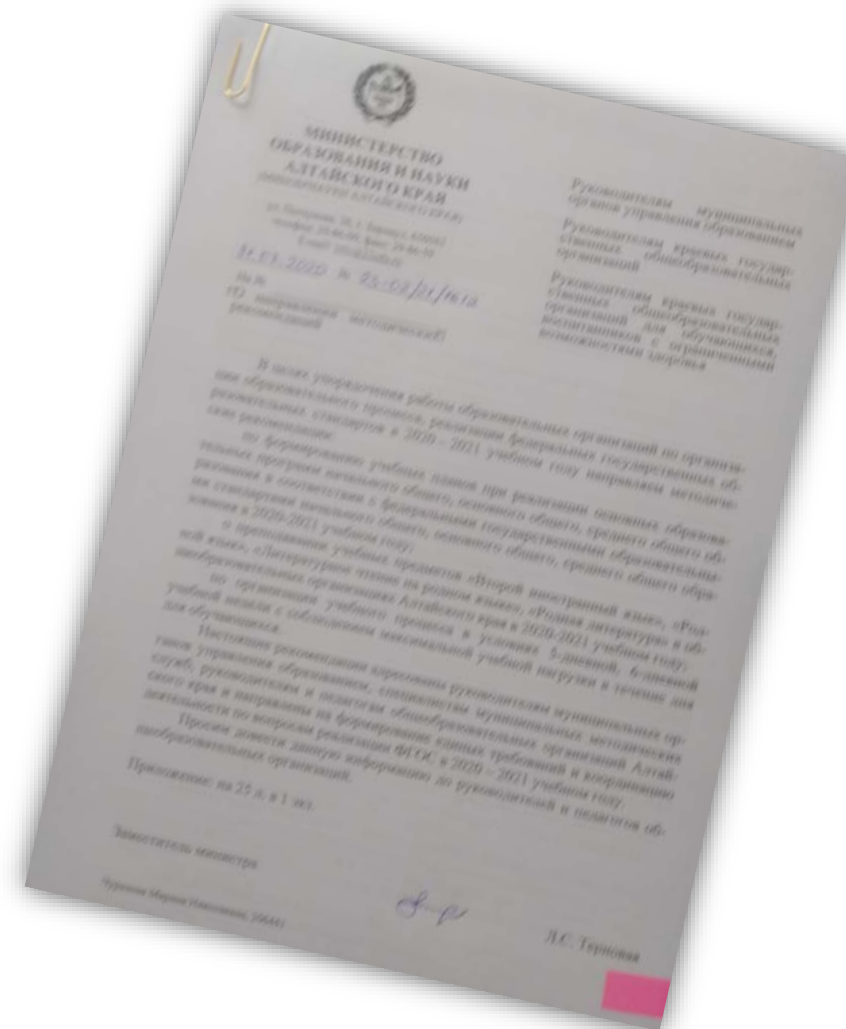 МИНИСТЕРСТВО
ОБРАЗОВАНИЯ И НАУКИ
АЛТАЙСКОГО КРАЯ
Руководителям муниципальных
органов управления образованием
Руководителям краевых государ-
ственных общеобразовательных
организаций
Руководителям краевых государ-
ственных общеобразовательных
организаций для обучающихся,
воспитанников с ограниченными
возможностями здоровья
На №
О направлении методических
рекомендаций
В целях упорядочения работы образовательных организаций по организа-
ции образовательного процесса, реализации федеральных государственных об-
разовательных стандартов в 2020 – 2021 учебном году направляем методиче-
ские рекомендации:
по формированию учебных планов при реализации основных образова-
тельных программ начального общего, основного общего, среднего общего об-
разования в соответствии с федеральными государственными образовательны-
ми стандартами начального общего, основного общего, среднего общего обра-
зования в 2020-2021 учебном году;
о преподавании учебных предметов «Второй иностранный язык», «Род-
ной язык», «Литературное чтение на родном языке», «Родная литература» в об-
щеобразовательных организациях Алтайского края в 2020-2021 учебном году;
по организации учебного процесса в условиях 5-дневной, 6-дневной
учебной недели с соблюдением максимальной учебной нагрузки в течение дня
для обучающихся.
Настоящие рекомендации адресованы руководителям муниципальных ор-
ганов управления образованием, специалистам муниципальных методических
служб, руководителям и педагогам общеобразовательных организаций Алтай-
ского края и направлены на формирование единых требований и координацию
деятельности по вопросам реализации ФГОС в 2020 – 2021 учебном году.
Просим довести данную информацию до руководителей и педагогов об-
щеобразовательных организаций.
Приложение: на 25 л. в 1 экз.
Заместитель министра
Л.С. Терновая